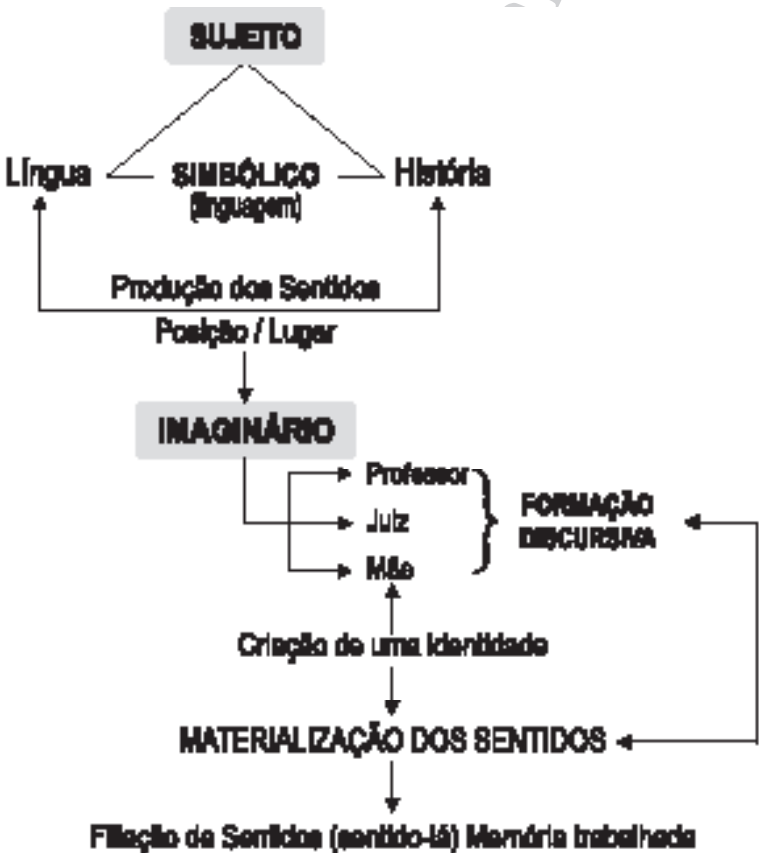 SUJEITO
Língua SIMBÓLICO História
(linguagem)
Produção dos Sentidos
Posição / Lugar
IMAGINÁRIO
Professor
Juiz
Mãe
FORMAÇÃO
DISCURSIVA
Criação de uma Identidade
MATERIALIZAÇÃO DOS SENTIDOS
Filiação de Sentidos (sentido-lá) Memória trabalhada